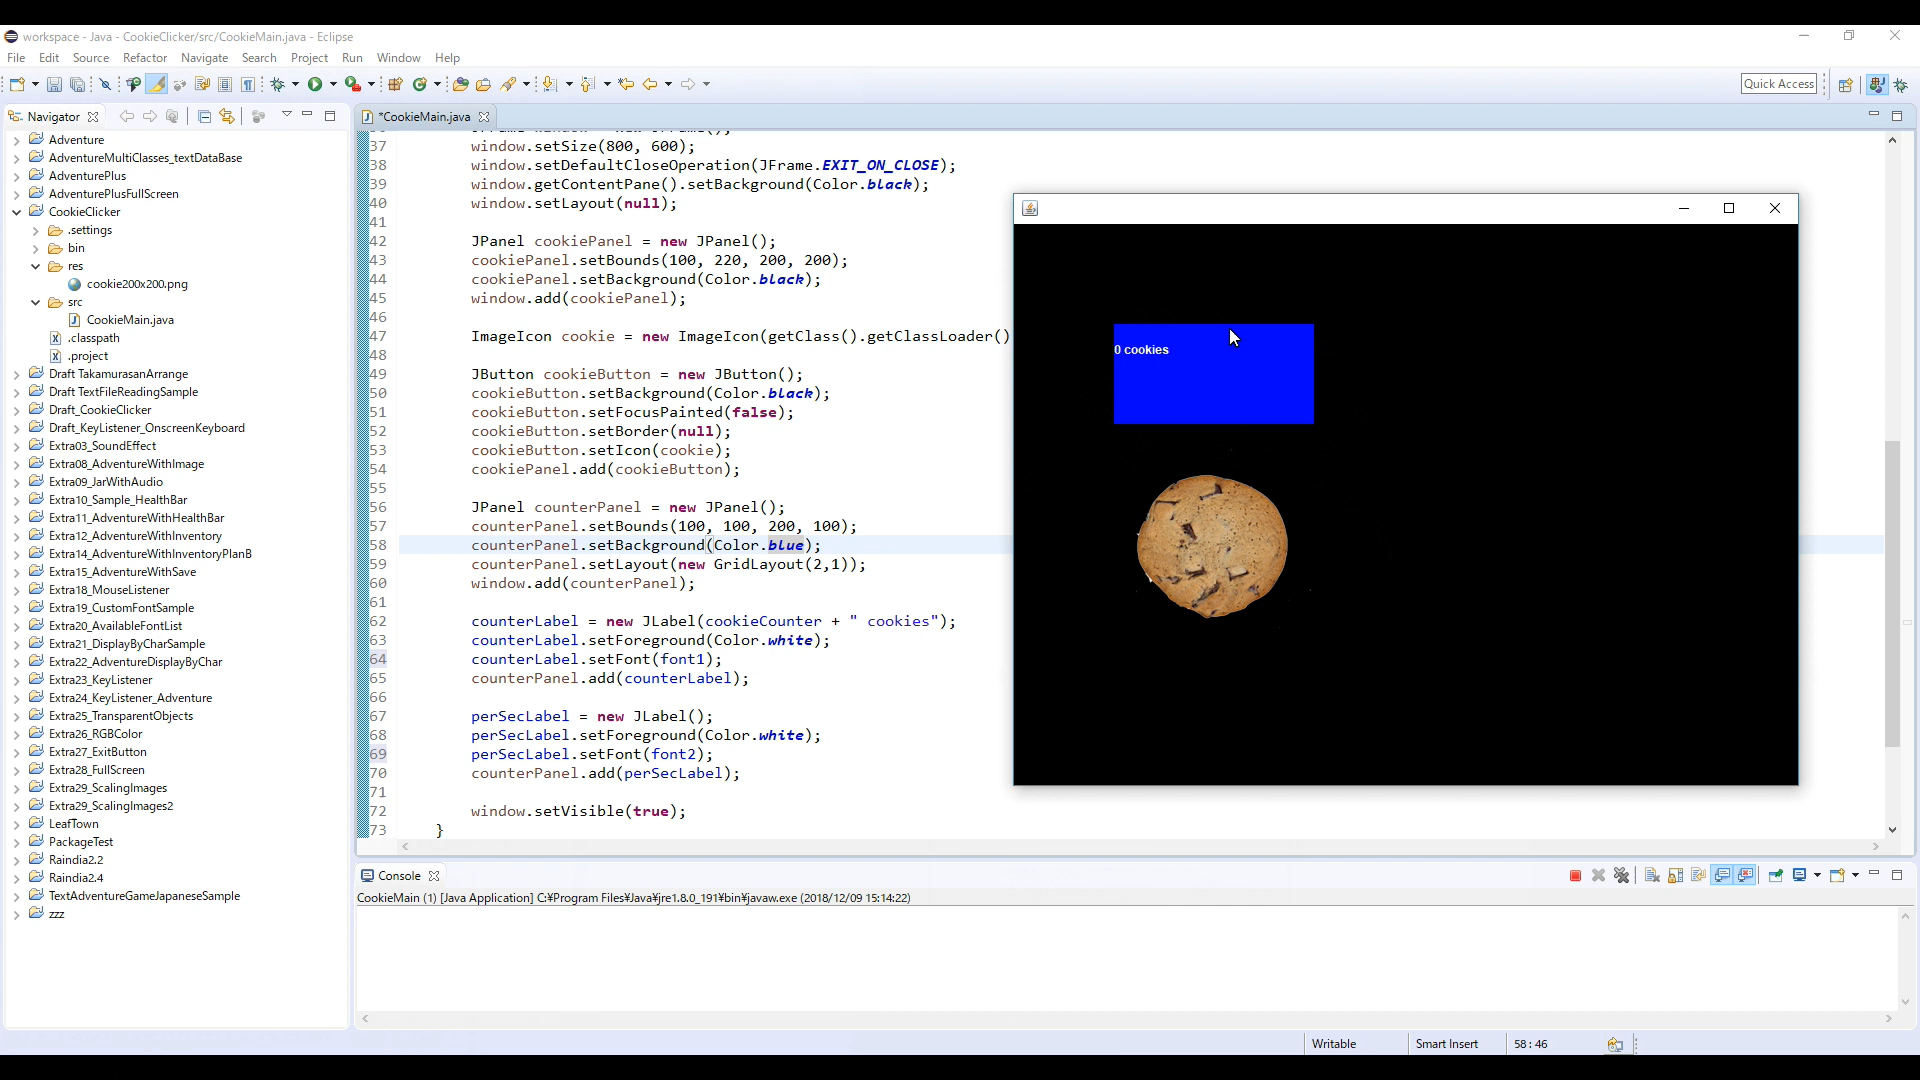 workspace - Java - CookieClicker/src/CookieMain.java - Eclipse
File Edit Source Refactor Navigate Search Project Run Window Help
Quick Access
Navigator
*CookieMain.java
Adventure
AdventureMultiClasses_textDataBase
AdventurePlus
AdventurePlusFullScreen
CookieClicker
.settings
bin
res
cookie200x200.png
src
CookieMain.java
.classpath
.project
Draft TakamurasanArrange
Draft TextFileReadingSample
Draft_CookieClicker
Draft_KeyListener_OnscreenKeyboard
Extra03_SoundEffect
Extra08_AdventureWithImage
Extra09_JarWithAudio
Extra10_Sample_HealthBar
Extra11_AdventureWithHealthBar
Extra12_AdventureWithInventory
Extra14_AdventureWithInventoryPlanB
Extra15_AdventureWithSave
Extra18_MouseListener
Extra19_CustomFontSample
Extra20_AvailableFontList
Extra21_DisplayByCharSample
Extra22_AdventureDisplayByChar
Extra23_KeyListener
Extra24_KeyListener_Adventure
Extra25_TransparentObjects
Extra26_RGBColor
Extra27_ExitButton
Extra28_FullScreen
Extra29_ScalingImages
Extra29_ScalingImages2
LeafTown
PackageTest
Raindia2.2
Raindia2.4
TextAdventureGameJapaneseSample
zzz
37 window.setSize(800, 600);
38 window.setDefaultCloseOperation(JFrame.EXIT_ON_CLOSE);
39 window.getContentPane().setBackground(Color.black);
40 window.setLayout(null);
41
42 JPanel cookiePanel = new JPanel();
43 cookiePanel.setBounds(100, 220, 200, 200);
44 cookiePanel.setBackground(Color.black);
45 window.add(cookiePanel);
46
47 ImageIcon cookie = new ImageIcon(getClass().getClassLoader()
48
49 JButton cookieButton = new JButton();
50 cookieButton.setBackground(Color.black);
51 cookieButton.setFocusPainted(false);
52 cookieButton.setBorder(null);
53 cookieButton.setIcon(cookie);
54 cookiePanel.add(cookieButton);
55
56 JPanel counterPanel = new JPanel();
57 counterPanel.setBounds(100, 100, 200, 100);
58 counterPanel.setBackground(Color.blue);
59 counterPanel.setLayout(new GridLayout(2,1));
60 window.add(counterPanel);
61
62 counterLabel = new JLabel(cookieCounter + " cookies");
63 counterLabel.setForeground(Color.white);
64 counterLabel.setFont(font1);
65 counterPanel.add(counterLabel);
66
67 perSecLabel = new JLabel();
68 perSecLabel.setForeground(Color.white);
69 perSecLabel.setFont(font2);
70 counterPanel.add(perSecLabel);
71
72 window.setVisible(true);
73 }
0 cookies
Console
CookieMain (1) [Java Application] C:¥Program Files¥Java¥jre1.8.0_191¥bin¥javaw.exe (2018/12/09 15:14:22)
Writable Smart Insert 58 : 46